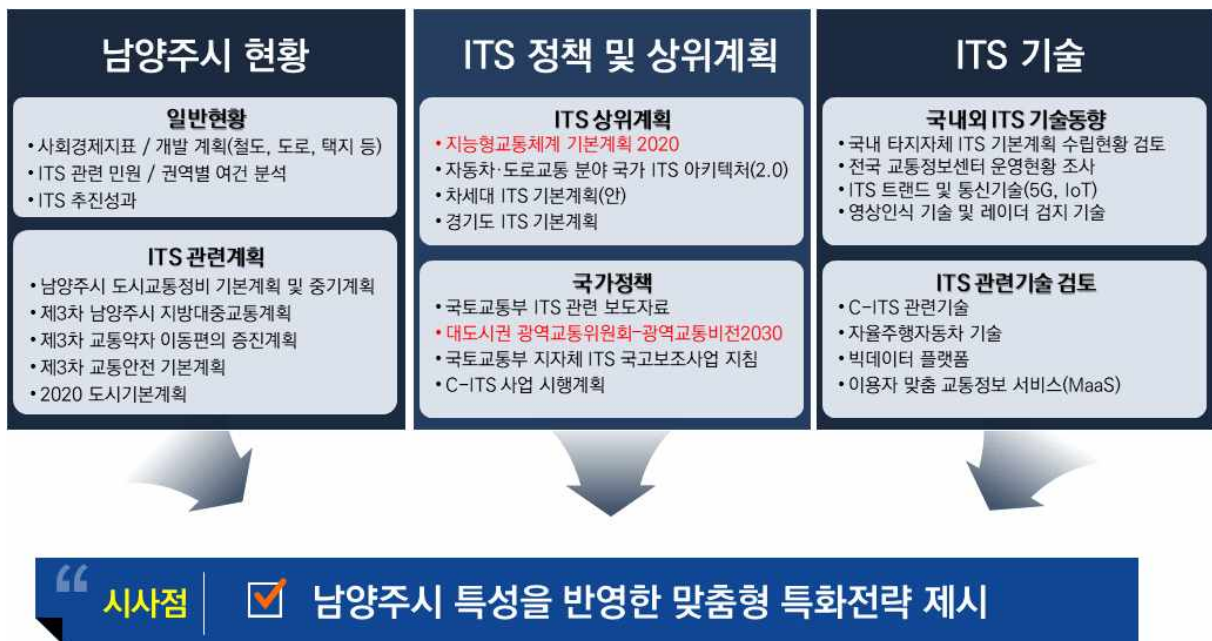 남양주시 현황
일반현황
• 사회경제지표 / 개발 계획(철도, 도로, 택지 등)
• ITS 관련 민원 / 권역별 여건 분석
• ITS 추진성과
ITS 관련계획
• 남양주시 도시교통정비 기본계획 및 중기계획
• 제3차 남양주시 지방대중교통계획
• 제3차 교통약자 이동편의 증진계획
• 제3차 교통안전 기본계획
• 2020 도시기본계획
ITS 정책 및 상위계획
ITS 상위계획
• 지능형교통체계 기본계획 2020
• 자동차·도로교통 분야 국가 ITS 아키텍처(2.0)
• 차세대 ITS 기본계획(안)
• 경기도 ITS 기본계획
국가정책
• 국토교통부 ITS 관련 보도자료
• 대도시권 광역교통위원회-광역교통비전2030
• 국토교통부 지자체 ITS 국고보조사업 지침
• C-ITS 사업 시행계획
ITS 기술
국내외 ITS 기술동향
• 국내 타지자체 ITS 기본계획 수립현황 검토
• 전국 교통정보센터 운영현황 조사
• ITS 트랜드 및 통신기술(5G, IoT)
• 영상인식 기술 및 레이더 검지 기술
ITS 관련기술 검토
• C-ITS 관련기술
• 자율주행자동차 기술
• 빅데이터 플랫폼
• 이용자 맞춤 교통정보 서비스(MaaS)
“ 시사점
남양주시 특성을 반영한 맞춤형 특화전략 제시